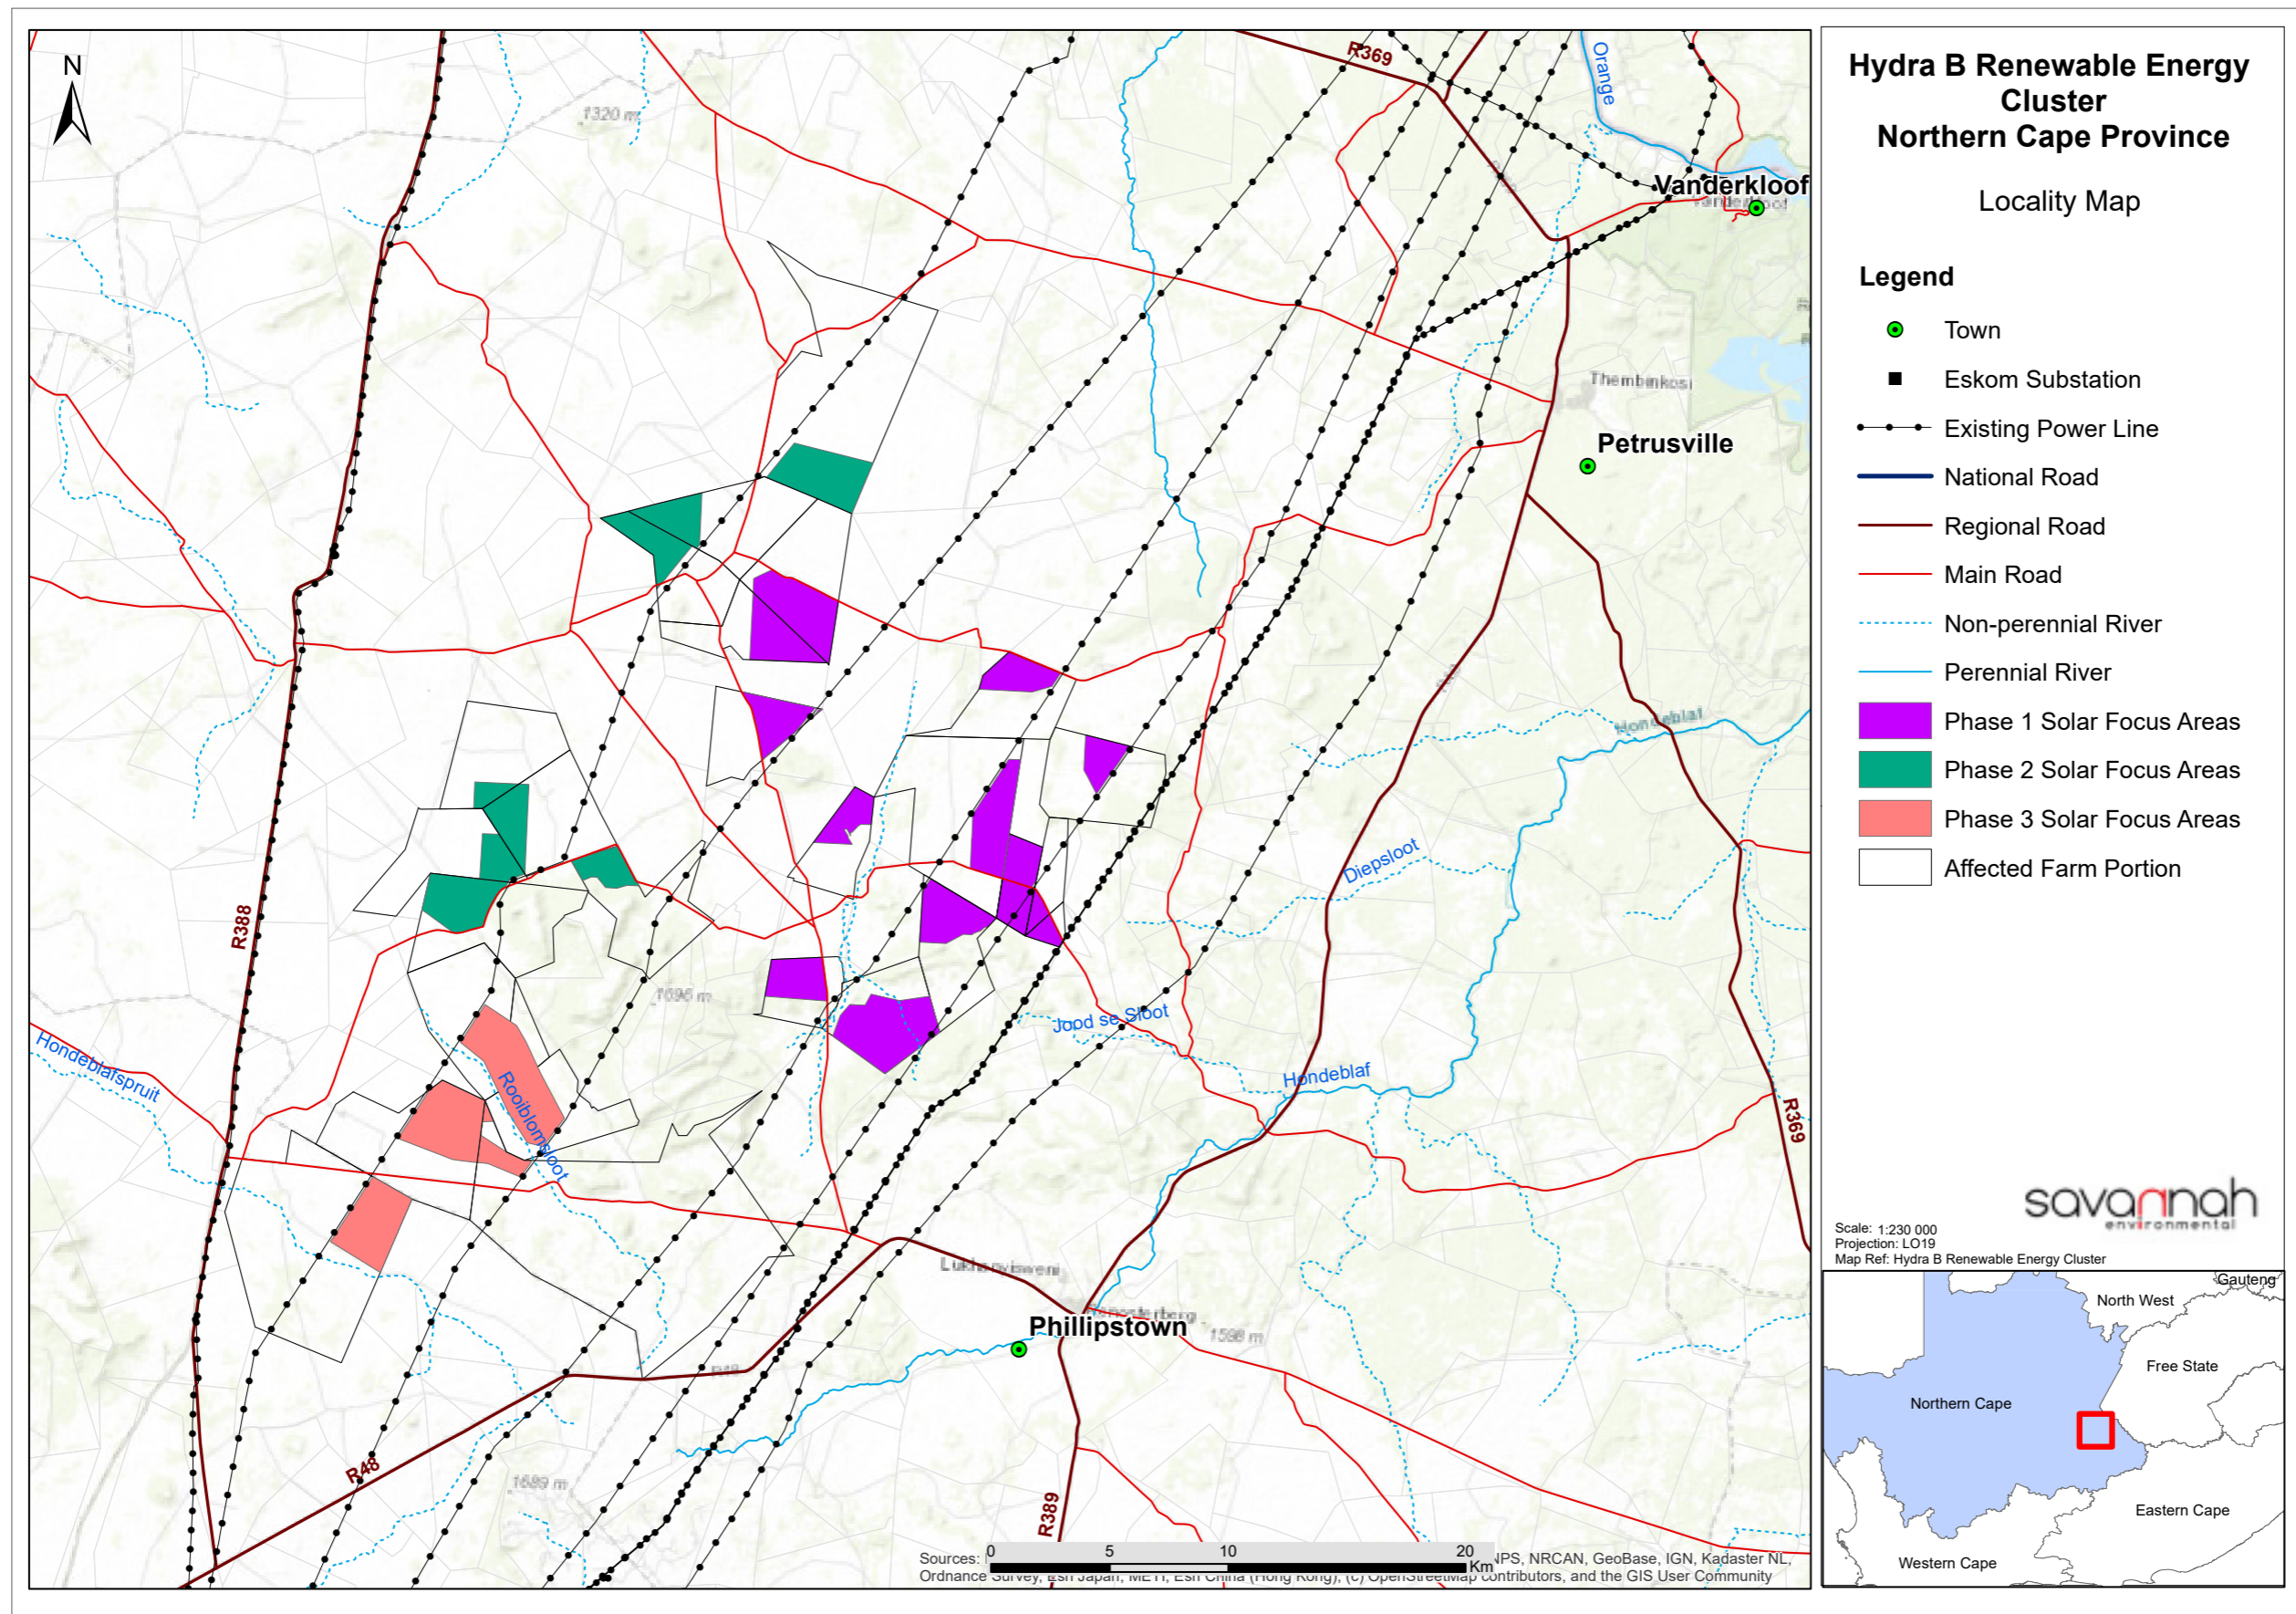 Hydra B Renewable Energy
Cluster
Northern Cape Province
Locality Map
Legend
Town
Eskom Substation
Existing Power Line
National Road
Regional Road
Main Road
Non-perennial River
Perennial River
Phase 1 Solar Focus Areas
Phase 2 Solar Focus Areas
Phase 3 Solar Focus Areas
Affected Farm Portion
savannah
environmental
Scale: 1:230 000
Projection: LO19
Map Ref: Hydra B Renewable Energy Cluster
Gauteng
North West
Free State
Northern Cape
Eastern Cape
Western Cape
N
R369
Orange
1320 m
Vanderkloof
Vanderkloof
Thembinkosi
Petrusville
Hondeblaf
Diepsloot
R388
1696 m
Jood se Sloot
Hondeblafspruit
Hondeblaf
Rooiblomsloot
R369
Lukhanyisweni
Renosterberg
Phillipstown
1598 m
R48
R48
1689 m
R389
0 5 10 20
Km
Sources: NPS, NRCAN, GeoBase, IGN, Kadaster NL,
Ordnance Survey, Esri Japan, METI, Esri China (Hong Kong), (c) OpenStreetMap contributors, and the GIS User Community